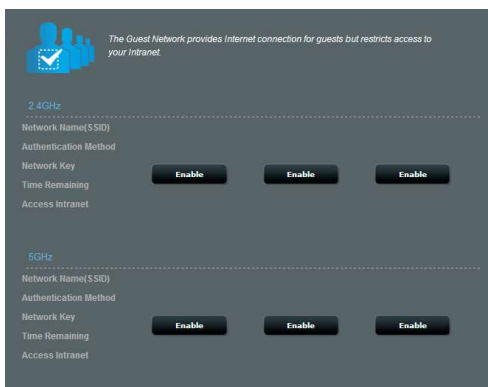 The Guest Network provides Internet connection for guests but restricts access to
your Intranet.
2.4GHz
Network Name(SSID)
Authentication Method
Network Key
Enable Enable Enable
Time Remaining
Access Intranet
5GHz
Network Name(SSID)
Authentication Method
Network Key
Enable Enable Enable
Time Remaining
Access Intranet